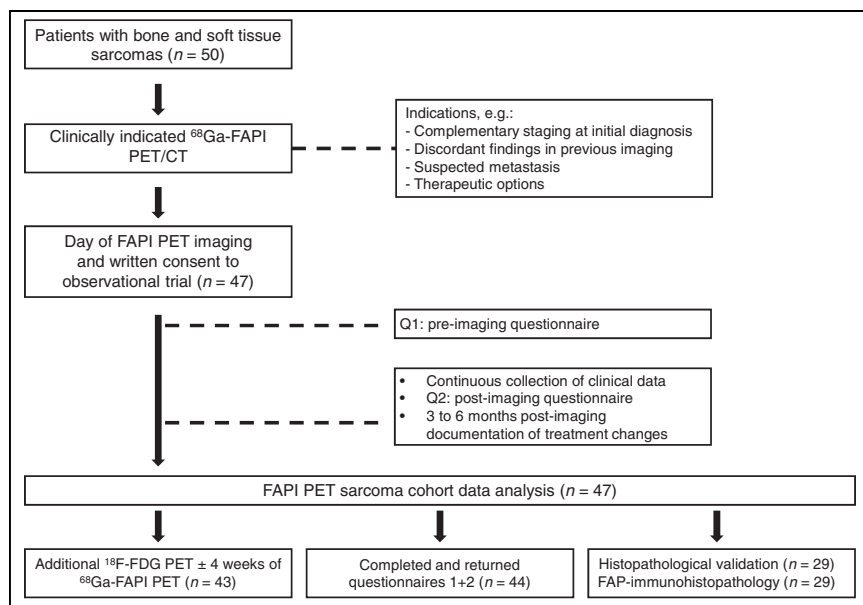 Patients with bone and soft tissue
sarcomas (n = 50)
Clinically indicated ⁶⁸Ga-FAPI
PET/CT
Indications, e.g.:
- Complementary staging at initial diagnosis
- Discordant findings in previous imaging
- Suspected metastasis
- Therapeutic options
Day of FAPI PET imaging
and written consent to
observational trial (n = 47)
Q1: pre-imaging questionnaire
• Continuous collection of clinical data
• Q2: post-imaging questionnaire
• 3 to 6 months post-imaging
documentation of treatment changes
FAPI PET sarcoma cohort data analysis (n = 47)
Additional ¹⁸F-FDG PET ± 4 weeks of
⁶⁸Ga-FAPI PET (n = 43)
Completed and returned
questionnaires 1+2 (n = 44)
Histopathological validation (n = 29)
FAP-immunohistopathology (n = 29)